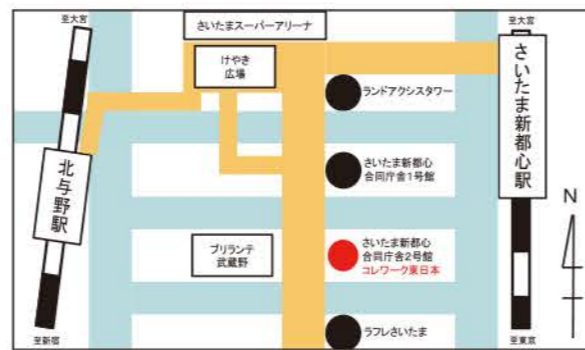 至大宮
さいたまスーパーアリーナ
至大宮
けやき
広場
ランドアクシスタワー
さいたま新都心駅
北与野駅
さいたま新都心
合同庁舎1号館
N
ブリランテ
武蔵野
さいたま新都心
合同庁舎2号館
コレワーク東日本
ラフレさいたま
至新宿
至東京